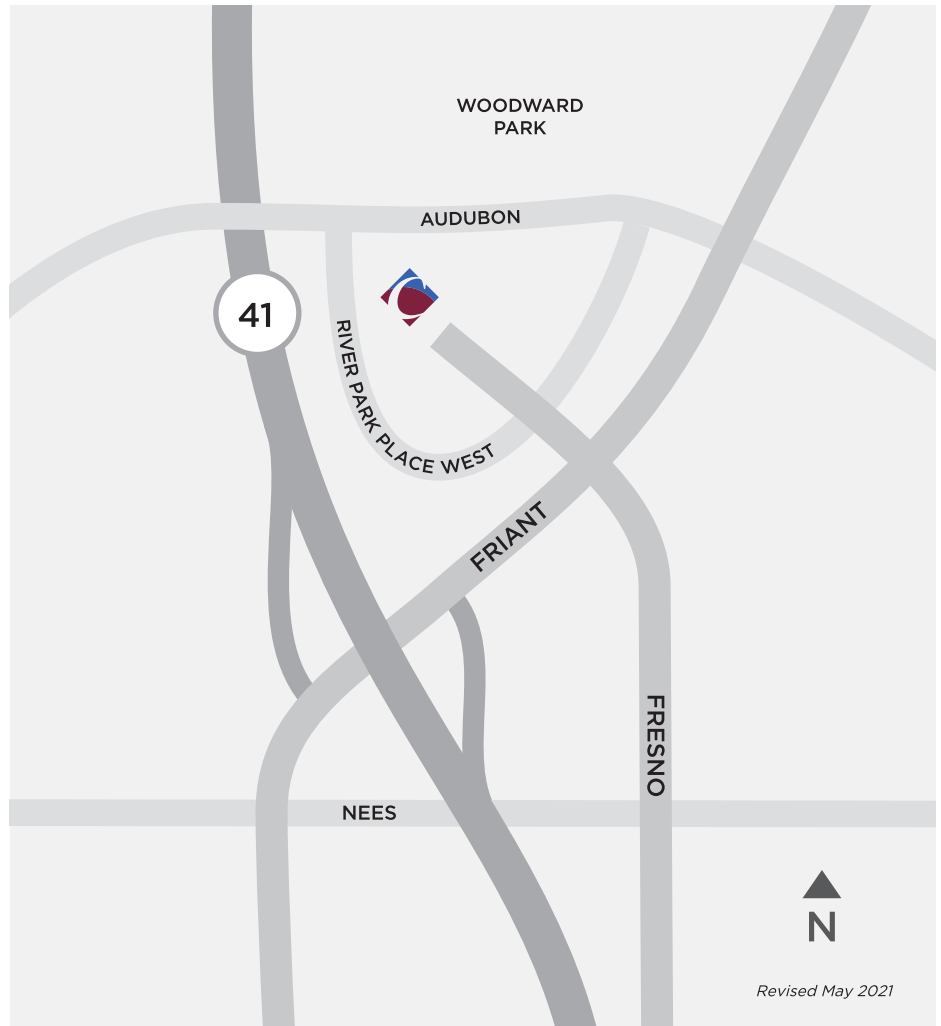 WOODWARD
PARK
AUDUBON
41
RIVER PARK PLACE WEST
FRIANT
FRESNO
NEES
N
Revised May 2021